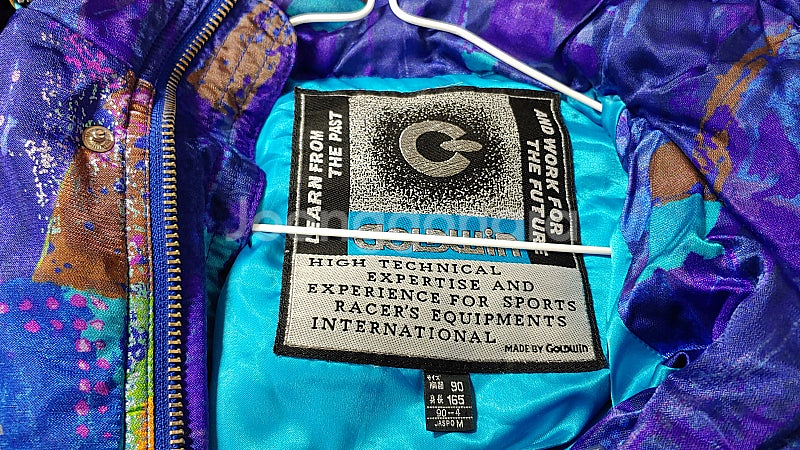 LEARN FROM
THE PAST
AND WORK FOR
THE FUTURE
GOLDWIN
HIGH TECHNICAL
EXPERTISE AND
EXPERIENCE FOR SPORTS
RACER'S EQUIPMENTS
INTERNATIONAL
MADE BY GOLDWIN
サイズ
胸囲 90
身長 165
90-4
JASPO M